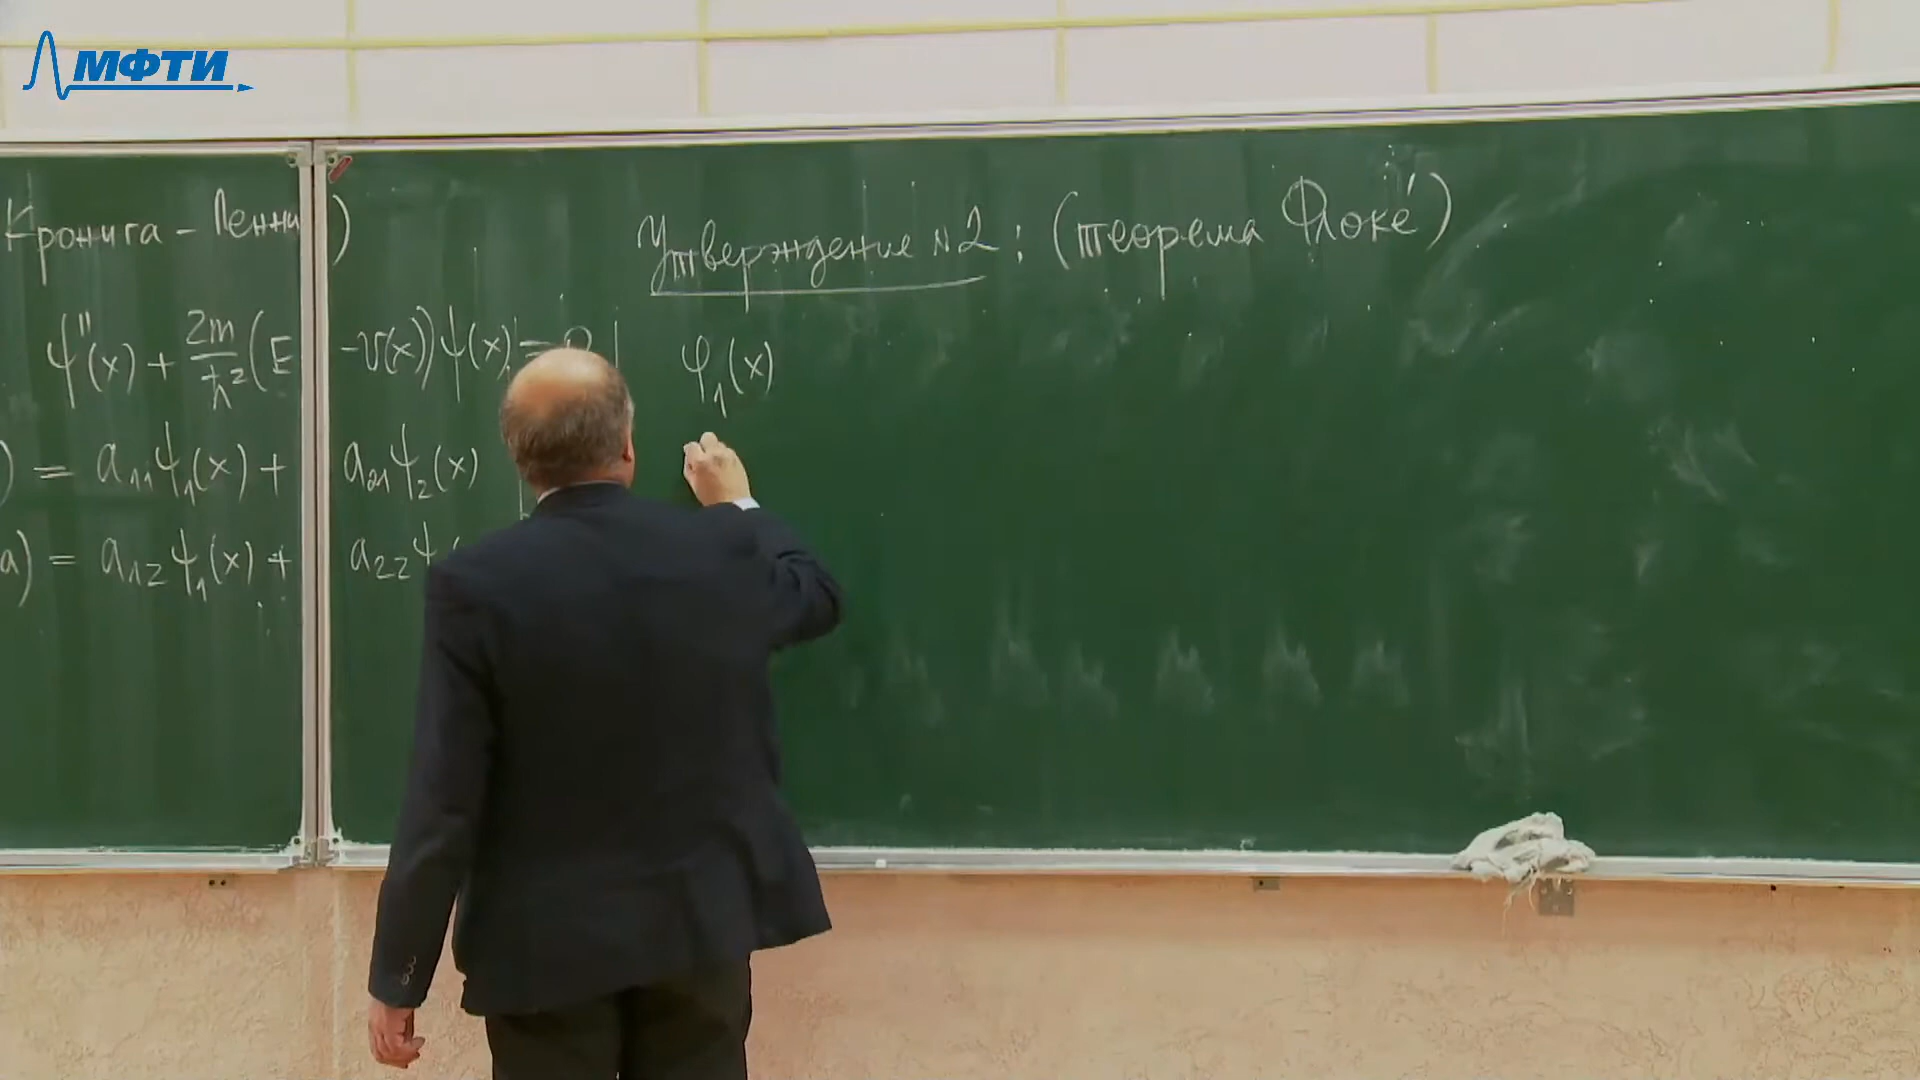 МФТИ
Кронига - Пенни)
ψ''(x) + 2m/ħ² (E - v(x))ψ(x) = 0
) = a₁₁ψ₁(x) + a₂₁ψ₂(x)
a) = a₁₂ψ₁(x) + a₂₂ψ
Утверждение №2 : (теорема Флоке́)
φ₁(x)